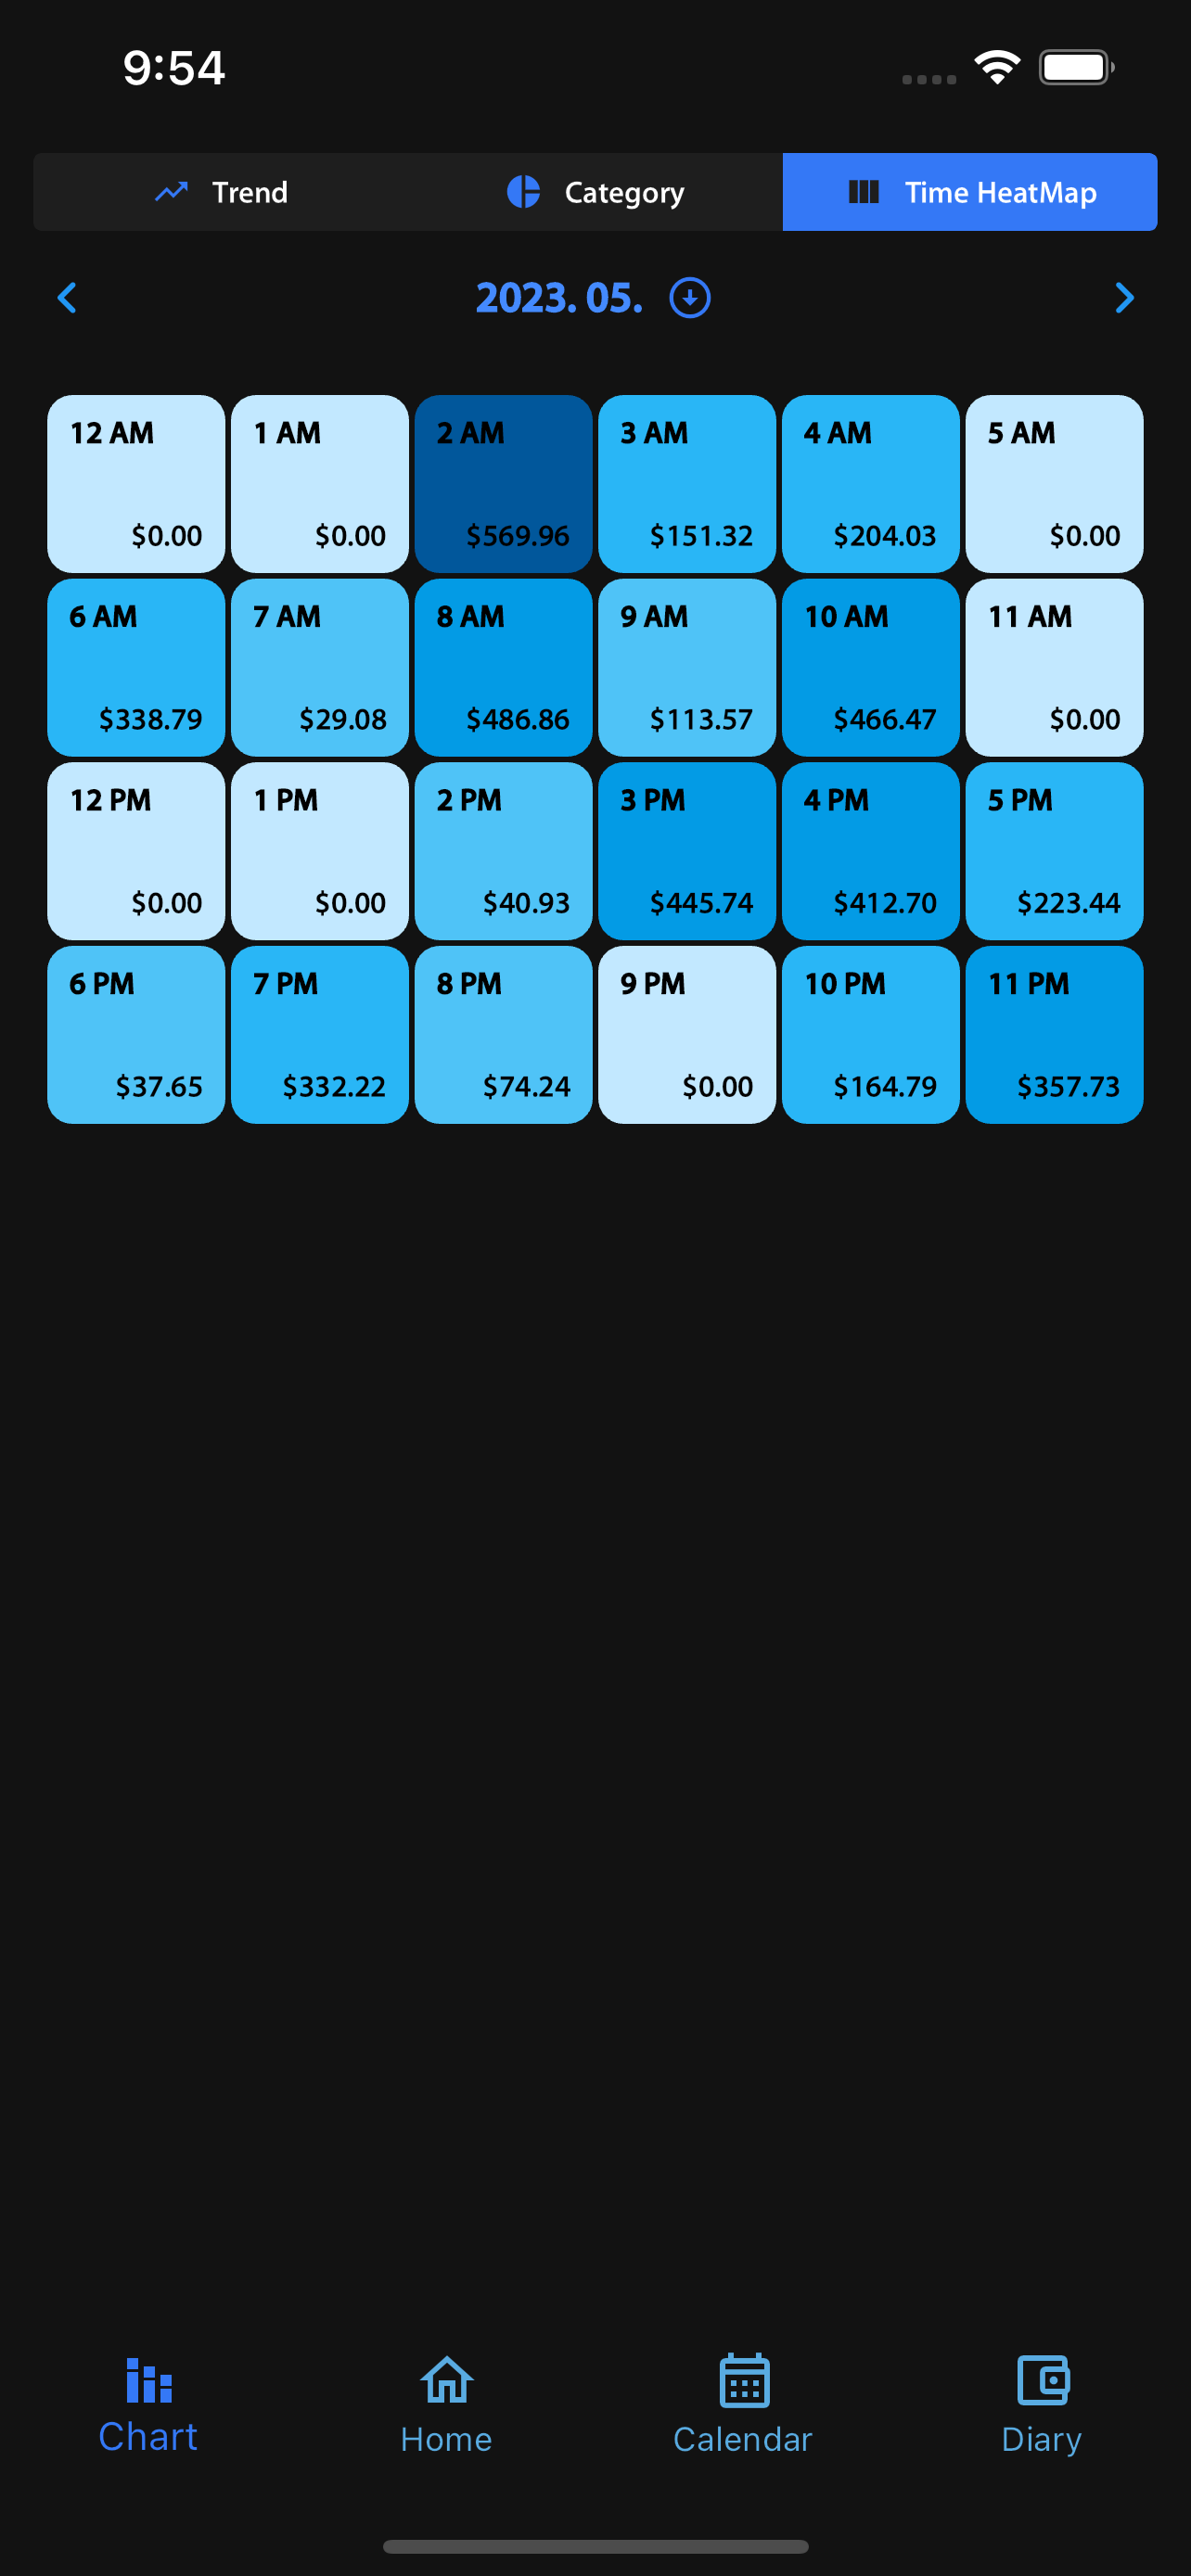 9:54
Trend Category Time HeatMap
2023. 05.
12 AM 1 AM 2 AM 3 AM 4 AM 5 AM
$0.00 $0.00 $569.96 $151.32 $204.03 $0.00
6 AM 7 AM 8 AM 9 AM 10 AM 11 AM
$338.79 $29.08 $486.86 $113.57 $466.47 $0.00
12 PM 1 PM 2 PM 3 PM 4 PM 5 PM
$0.00 $0.00 $40.93 $445.74 $412.70 $223.44
6 PM 7 PM 8 PM 9 PM 10 PM 11 PM
$37.65 $332.22 $74.24 $0.00 $164.79 $357.73
Chart Home Calendar Diary